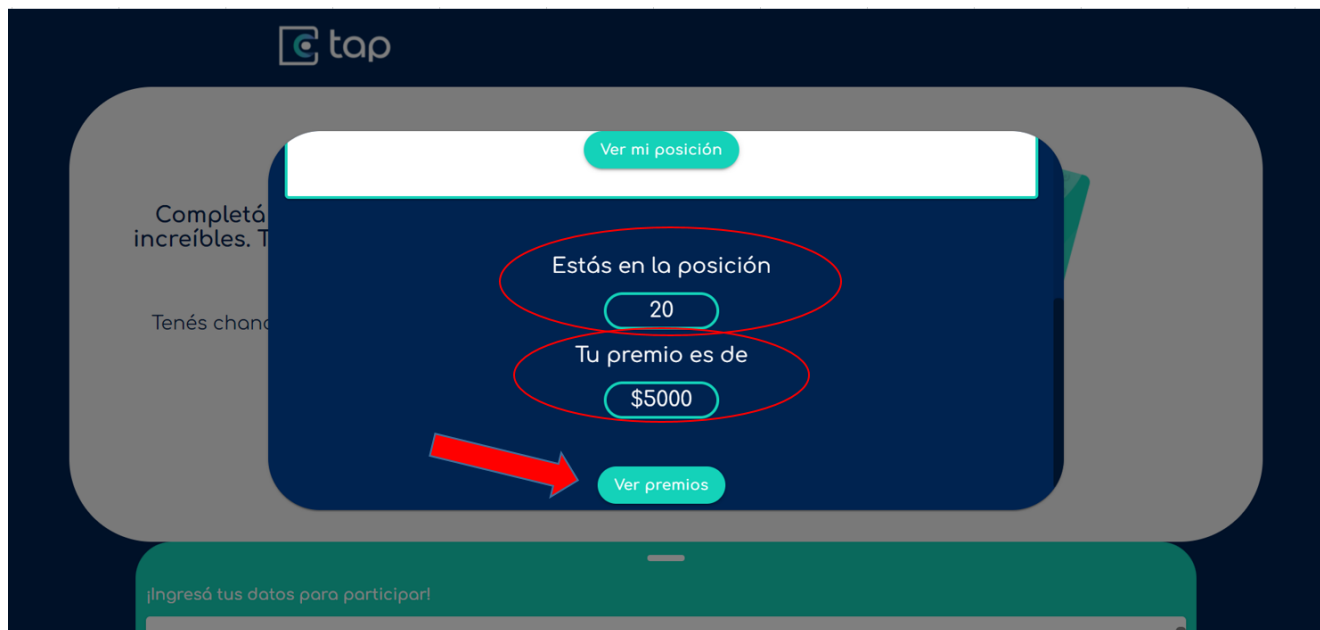 tap
Ver mi posición
Completá
increíbles. T
Estás en la posición
20
Tenés chanc
Tu premio es de
$5000
Ver premios
¡Ingresá tus datos para participar!